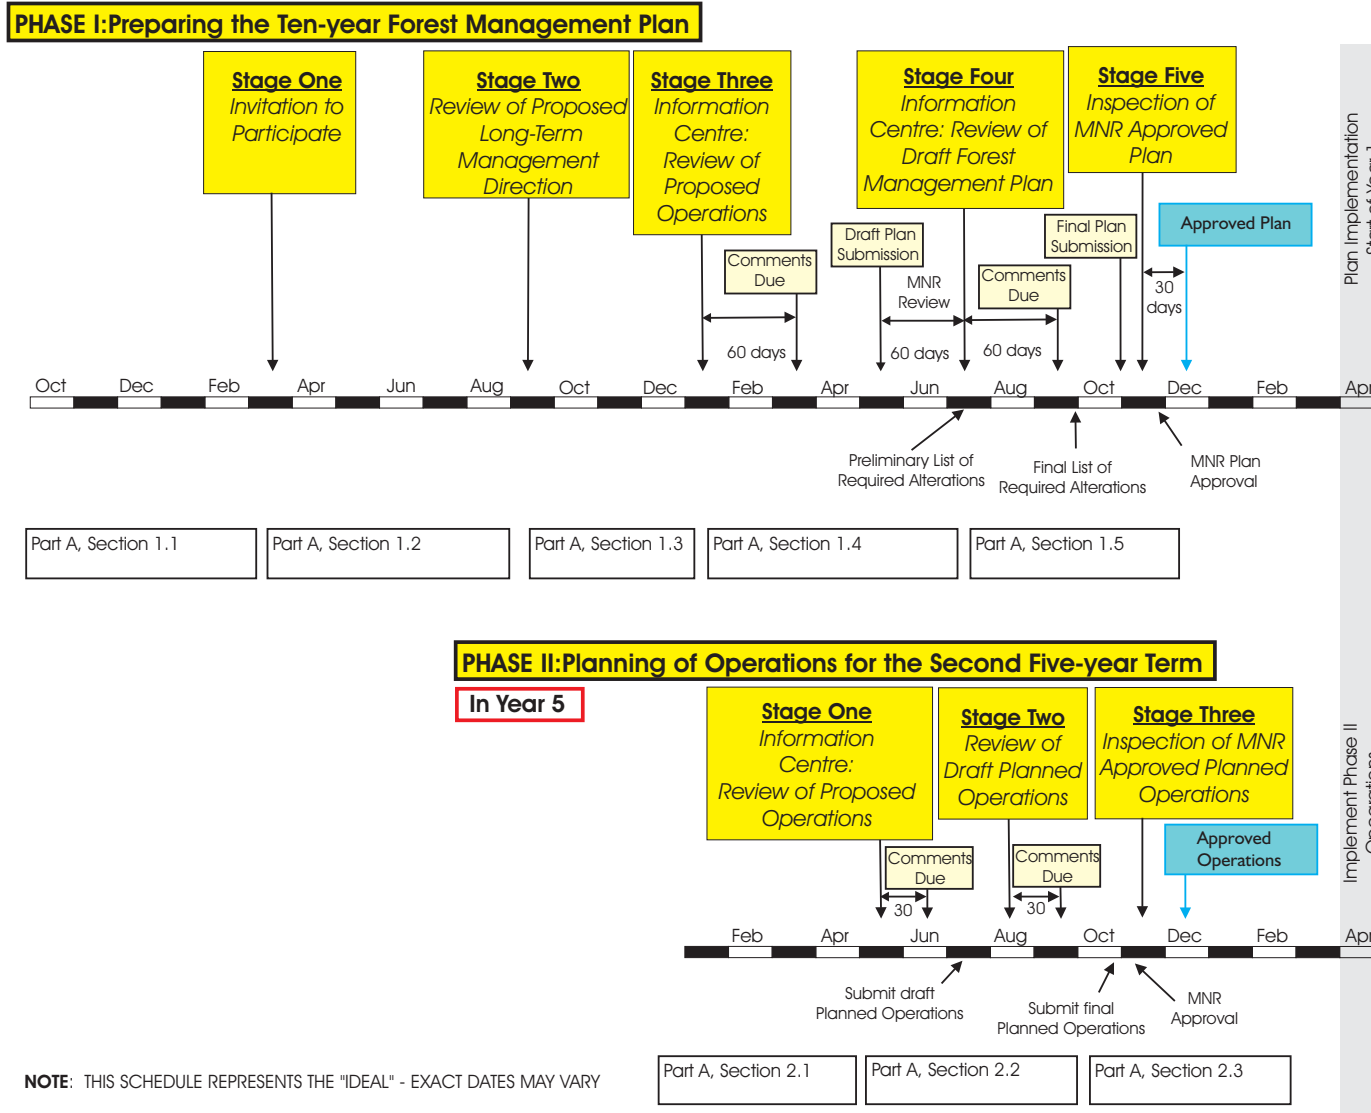 PHASE I:Preparing the Ten-year Forest Management Plan
Stage One
Invitation to
Participate
Stage Two
Review of Proposed
Long-Term
Management
Direction
Stage Three
Information
Centre:
Review of
Proposed
Operations
Stage Four
Information
Centre: Review of
Draft Forest
Management Plan
Stage Five
Inspection of
MNR Approved
Plan
Comments
Due
Draft Plan
Submission
MNR
Review
Comments
Due
Final Plan
Submission
Approved Plan
30
days
60 days
60 days
60 days
Plan Implementation
Start of Year 1
Oct Dec Feb Apr Jun Aug Oct Dec Feb Apr Jun Aug Oct Dec Feb Apr
Preliminary List of
Required Alterations
Final List of
Required Alterations
MNR Plan
Approval
Part A, Section 1.1
Part A, Section 1.2
Part A, Section 1.3
Part A, Section 1.4
Part A, Section 1.5
PHASE II:Planning of Operations for the Second Five-year Term
In Year 5
Stage One
Information
Centre:
Review of Proposed
Operations
Stage Two
Review of
Draft Planned
Operations
Stage Three
Inspection of MNR
Approved Planned
Operations
Comments
Due
30
Comments
Due
30
Approved
Operations
Implement Phase II
Operations
Feb Apr Jun Aug Oct Dec Feb Apr
Submit draft
Planned Operations
Submit final
Planned Operations
MNR
Approval
Part A, Section 2.1
Part A, Section 2.2
Part A, Section 2.3
NOTE: THIS SCHEDULE REPRESENTS THE "IDEAL" - EXACT DATES MAY VARY